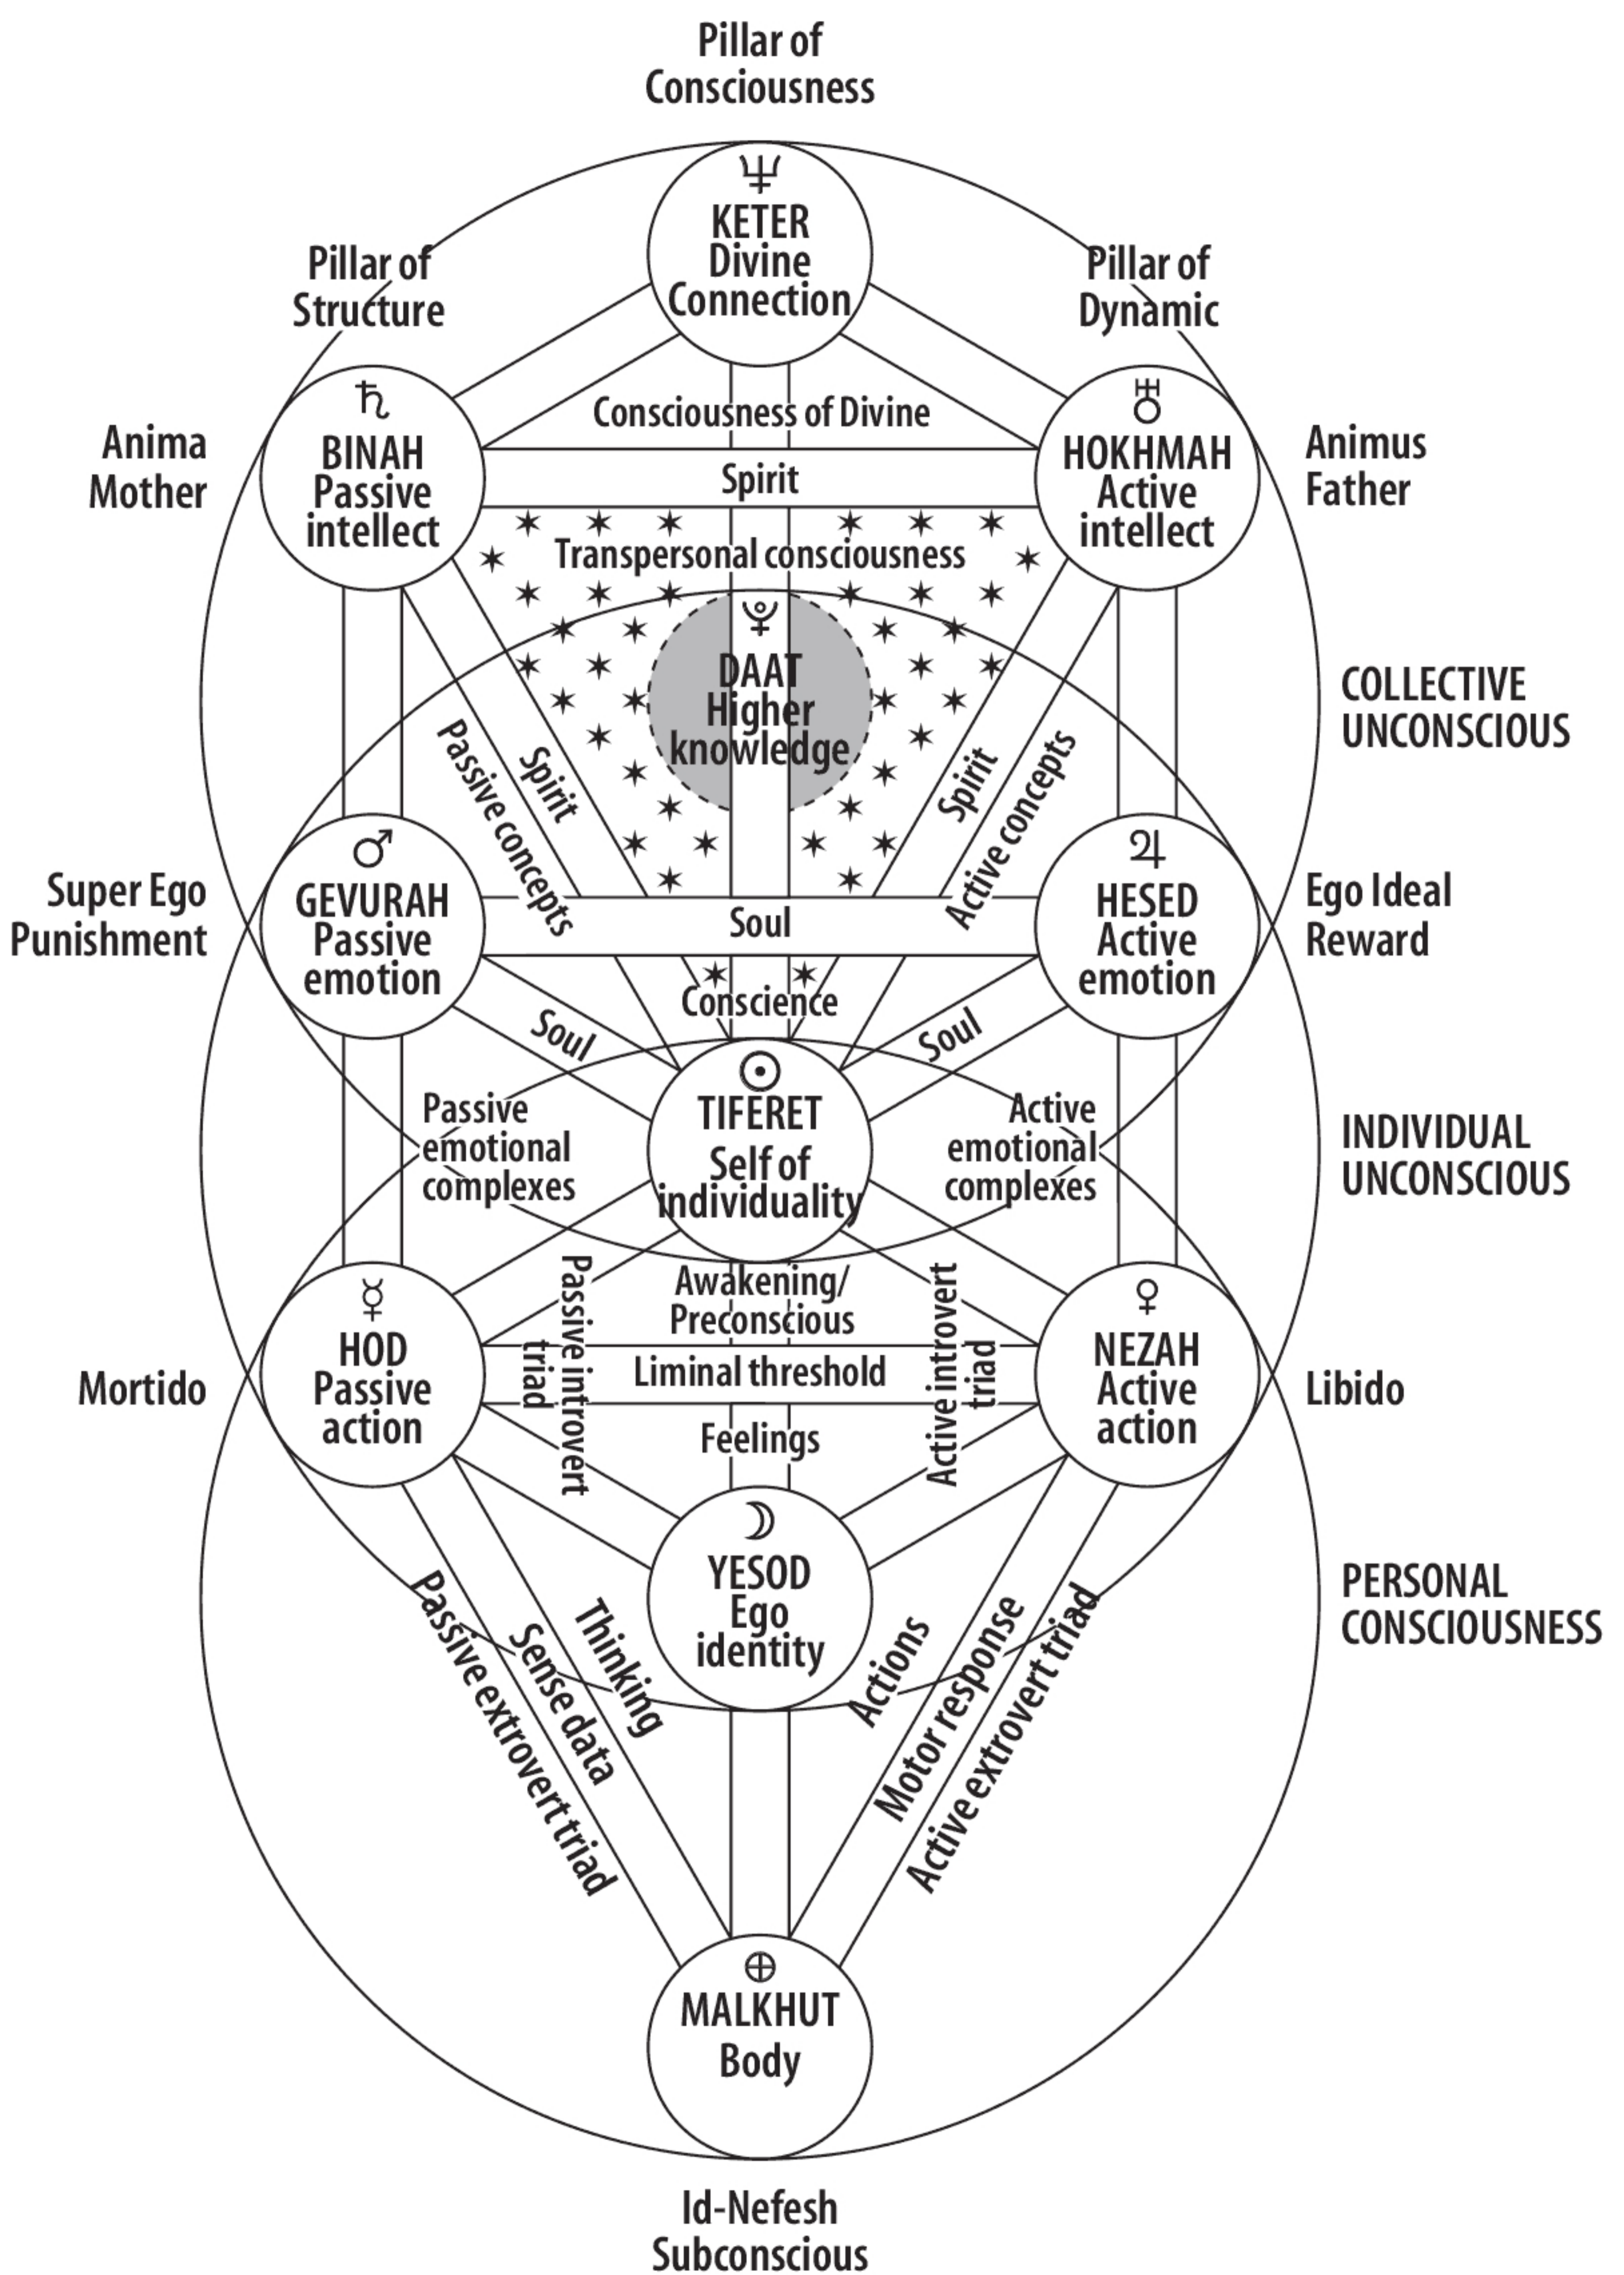 Pillar of
Consciousness
♆
KETER
Divine
Connection
Pillar of
Structure
Pillar of
Dynamic
Consciousness of Divine
Spirit
Anima
Mother
♄
BINAH
Passive
intellect
♅
HOKHMAH
Active
intellect
Animus
Father
Transpersonal consciousness
DAAT
Higher
knowledge
COLLECTIVE
UNCONSCIOUS
Passive concepts
Spirit
Spirit
Active concepts
Super Ego
Punishment
♂
GEVURAH
Passive
emotion
Soul
♃
HESED
Active
emotion
Ego Ideal
Reward
Conscience
Soul
Soul
☉
TIFERET
Self of
individuality
Passive
emotional
complexes
Active
emotional
complexes
INDIVIDUAL
UNCONSCIOUS
Awakening/
Preconscious
Liminal threshold
Feelings
Passive introvert
triad
Active introvert
triad
Mortido
☿
HOD
Passive
action
♀
NEZAH
Active
action
Libido
☽
YESOD
Ego
identity
PERSONAL
CONSCIOUSNESS
Passive extrovert triad
Sense data
Thinking
Actions
Motor response
Active extrovert triad
⊕
MALKHUT
Body
Id-Nefesh
Subconscious